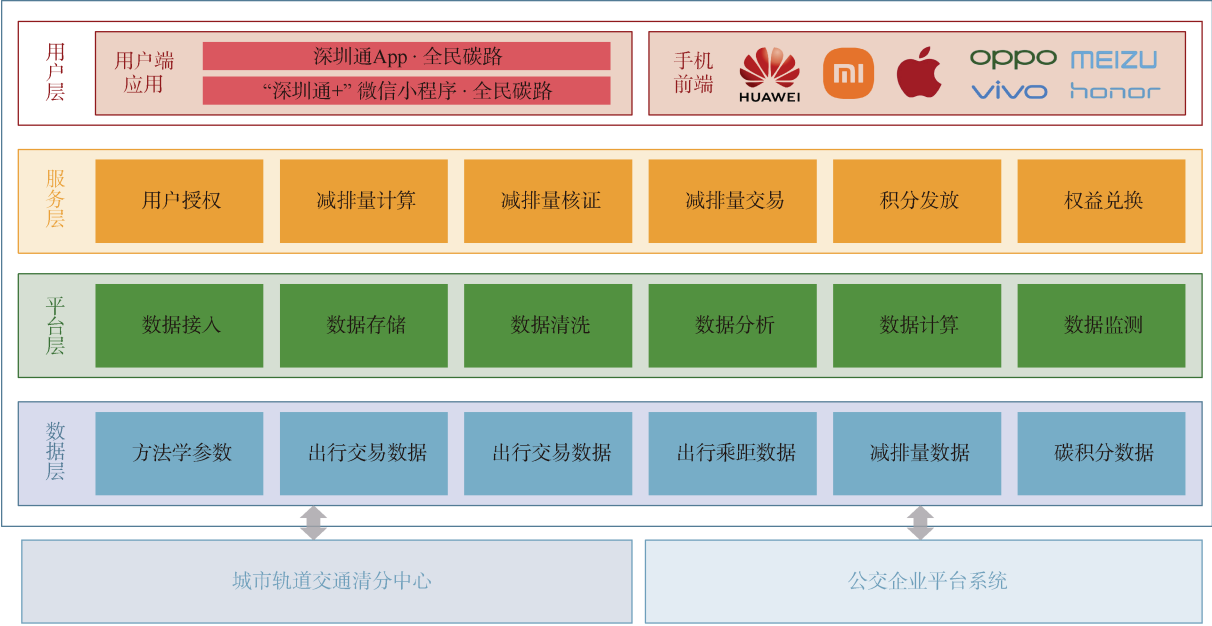 用户层
用户端应用
深圳通App · 全民碳路
“深圳通+” 微信小程序 · 全民碳路
手机前端
HUAWEI
mi
oppo
vivo
MEIZU
honor
服务层
用户授权
减排量计算
减排量核证
减排量交易
积分发放
权益兑换
平台层
数据接入
数据存储
数据清洗
数据分析
数据计算
数据监测
数据层
方法学参数
出行交易数据
出行交易数据
出行乘距数据
减排量数据
碳积分数据
城市轨道交通清分中心
公交企业平台系统